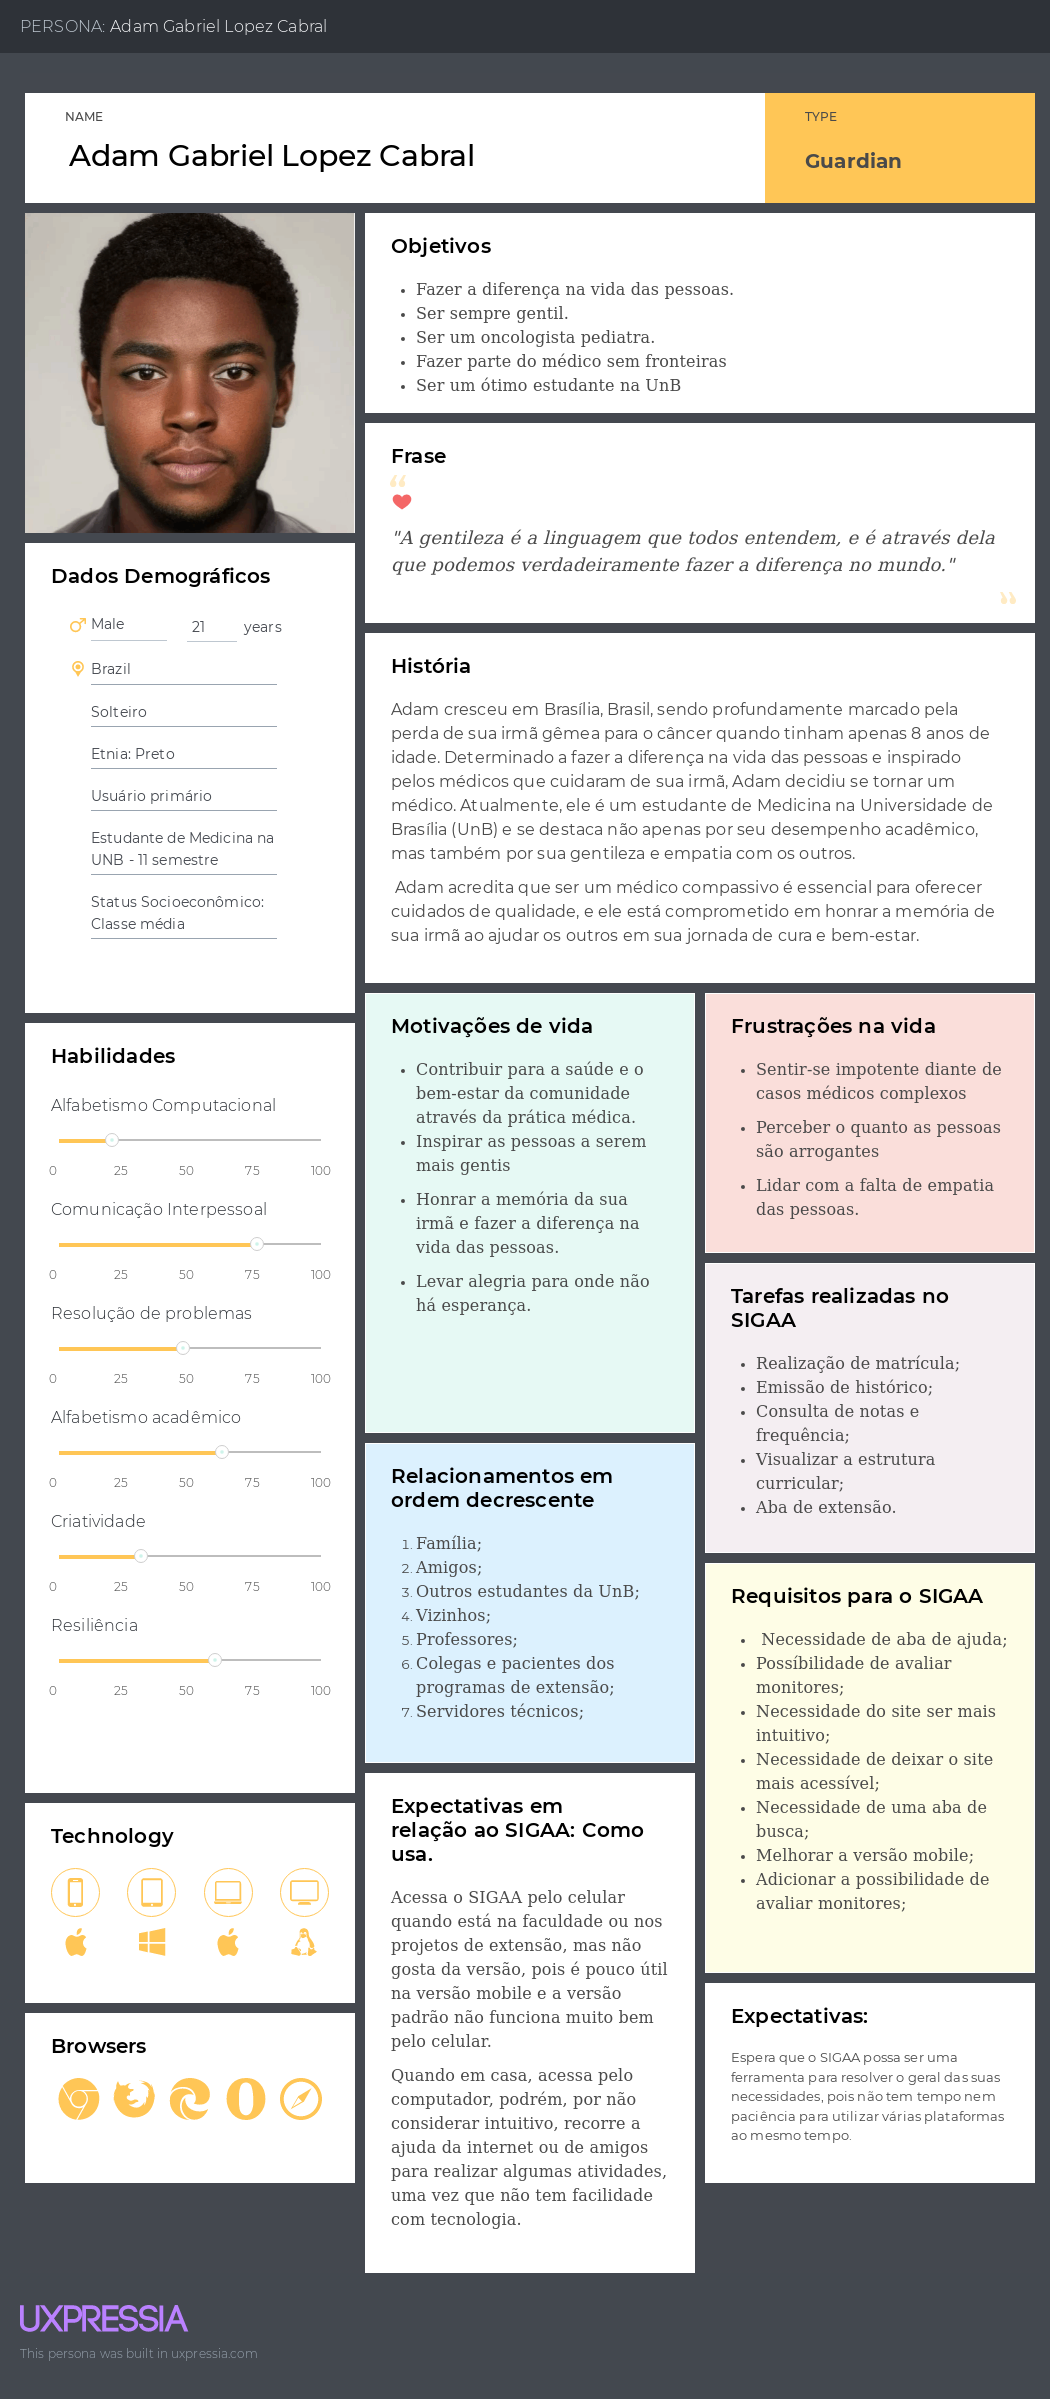 PERSONA: Adam Gabriel Lopez Cabral
NAME
Adam Gabriel Lopez Cabral
TYPE
Guardian
Objetivos
• Fazer a diferença na vida das pessoas.
• Ser sempre gentil.
• Ser um oncologista pediatra.
• Fazer parte do médico sem fronteiras
• Ser um ótimo estudante na UnB
Frase
“
"A gentileza é a linguagem que todos entendem, e é através dela
que podemos verdadeiramente fazer a diferença no mundo."
”
Dados Demográficos
Male 21 years
Brazil
Solteiro
Etnia: Preto
Usuário primário
Estudante de Medicina na
UNB - 11 semestre
Status Socioeconômico:
Classe média
História
Adam cresceu em Brasília, Brasil, sendo profundamente marcado pela
perda de sua irmã gêmea para o câncer quando tinham apenas 8 anos de
idade. Determinado a fazer a diferença na vida das pessoas e inspirado
pelos médicos que cuidaram de sua irmã, Adam decidiu se tornar um
médico. Atualmente, ele é um estudante de Medicina na Universidade de
Brasília (UnB) e se destaca não apenas por seu desempenho acadêmico,
mas também por sua gentileza e empatia com os outros.
Adam acredita que ser um médico compassivo é essencial para oferecer
cuidados de qualidade, e ele está comprometido em honrar a memória de
sua irmã ao ajudar os outros em sua jornada de cura e bem-estar.
Habilidades
Alfabetismo Computacional
0 25 50 75 100
Comunicação Interpessoal
0 25 50 75 100
Resolução de problemas
0 25 50 75 100
Alfabetismo acadêmico
0 25 50 75 100
Criatividade
0 25 50 75 100
Resiliência
0 25 50 75 100
Technology
Browsers
Motivações de vida
• Contribuir para a saúde e o
bem-estar da comunidade
através da prática médica.
• Inspirar as pessoas a serem
mais gentis
• Honrar a memória da sua
irmã e fazer a diferença na
vida das pessoas.
• Levar alegria para onde não
há esperança.
Relacionamentos em
ordem decrescente
1. Família;
2. Amigos;
3. Outros estudantes da UnB;
4. Vizinhos;
5. Professores;
6. Colegas e pacientes dos
programas de extensão;
7. Servidores técnicos;
Expectativas em
relação ao SIGAA: Como
usa.
Acessa o SIGAA pelo celular
quando está na faculdade ou nos
projetos de extensão, mas não
gosta da versão, pois é pouco útil
na versão mobile e a versão
padrão não funciona muito bem
pelo celular.
Quando em casa, acessa pelo
computador, podrém, por não
considerar intuitivo, recorre a
ajuda da internet ou de amigos
para realizar algumas atividades,
uma vez que não tem facilidade
com tecnologia.
Frustrações na vida
• Sentir-se impotente diante de
casos médicos complexos
• Perceber o quanto as pessoas
são arrogantes
• Lidar com a falta de empatia
das pessoas.
Tarefas realizadas no
SIGAA
• Realização de matrícula;
• Emissão de histórico;
• Consulta de notas e
frequência;
• Visualizar a estrutura
curricular;
• Aba de extensão.
Requisitos para o SIGAA
• Necessidade de aba de ajuda;
• Possíbilidade de avaliar
monitores;
• Necessidade do site ser mais
intuitivo;
• Necessidade de deixar o site
mais acessível;
• Necessidade de uma aba de
busca;
• Melhorar a versão mobile;
• Adicionar a possibilidade de
avaliar monitores;
Expectativas:
Espera que o SIGAA possa ser uma
ferramenta para resolver o geral das suas
necessidades, pois não tem tempo nem
paciência para utilizar várias plataformas
ao mesmo tempo.
UXPRESSIA
This persona was built in uxpressia.com